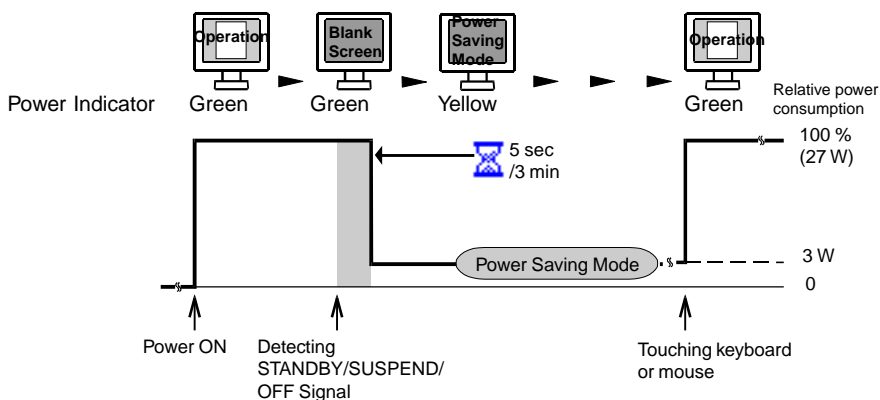 Operation
Blank
Screen
Power
Saving
Mode
Operation
Power Indicator Green Green Yellow Green
Relative power
consumption
100 %
(27 W)
5 sec
/3 min
Power Saving Mode
3 W
0
Power ON
Detecting
STANDBY/SUSPEND/
OFF Signal
Touching keyboard
or mouse